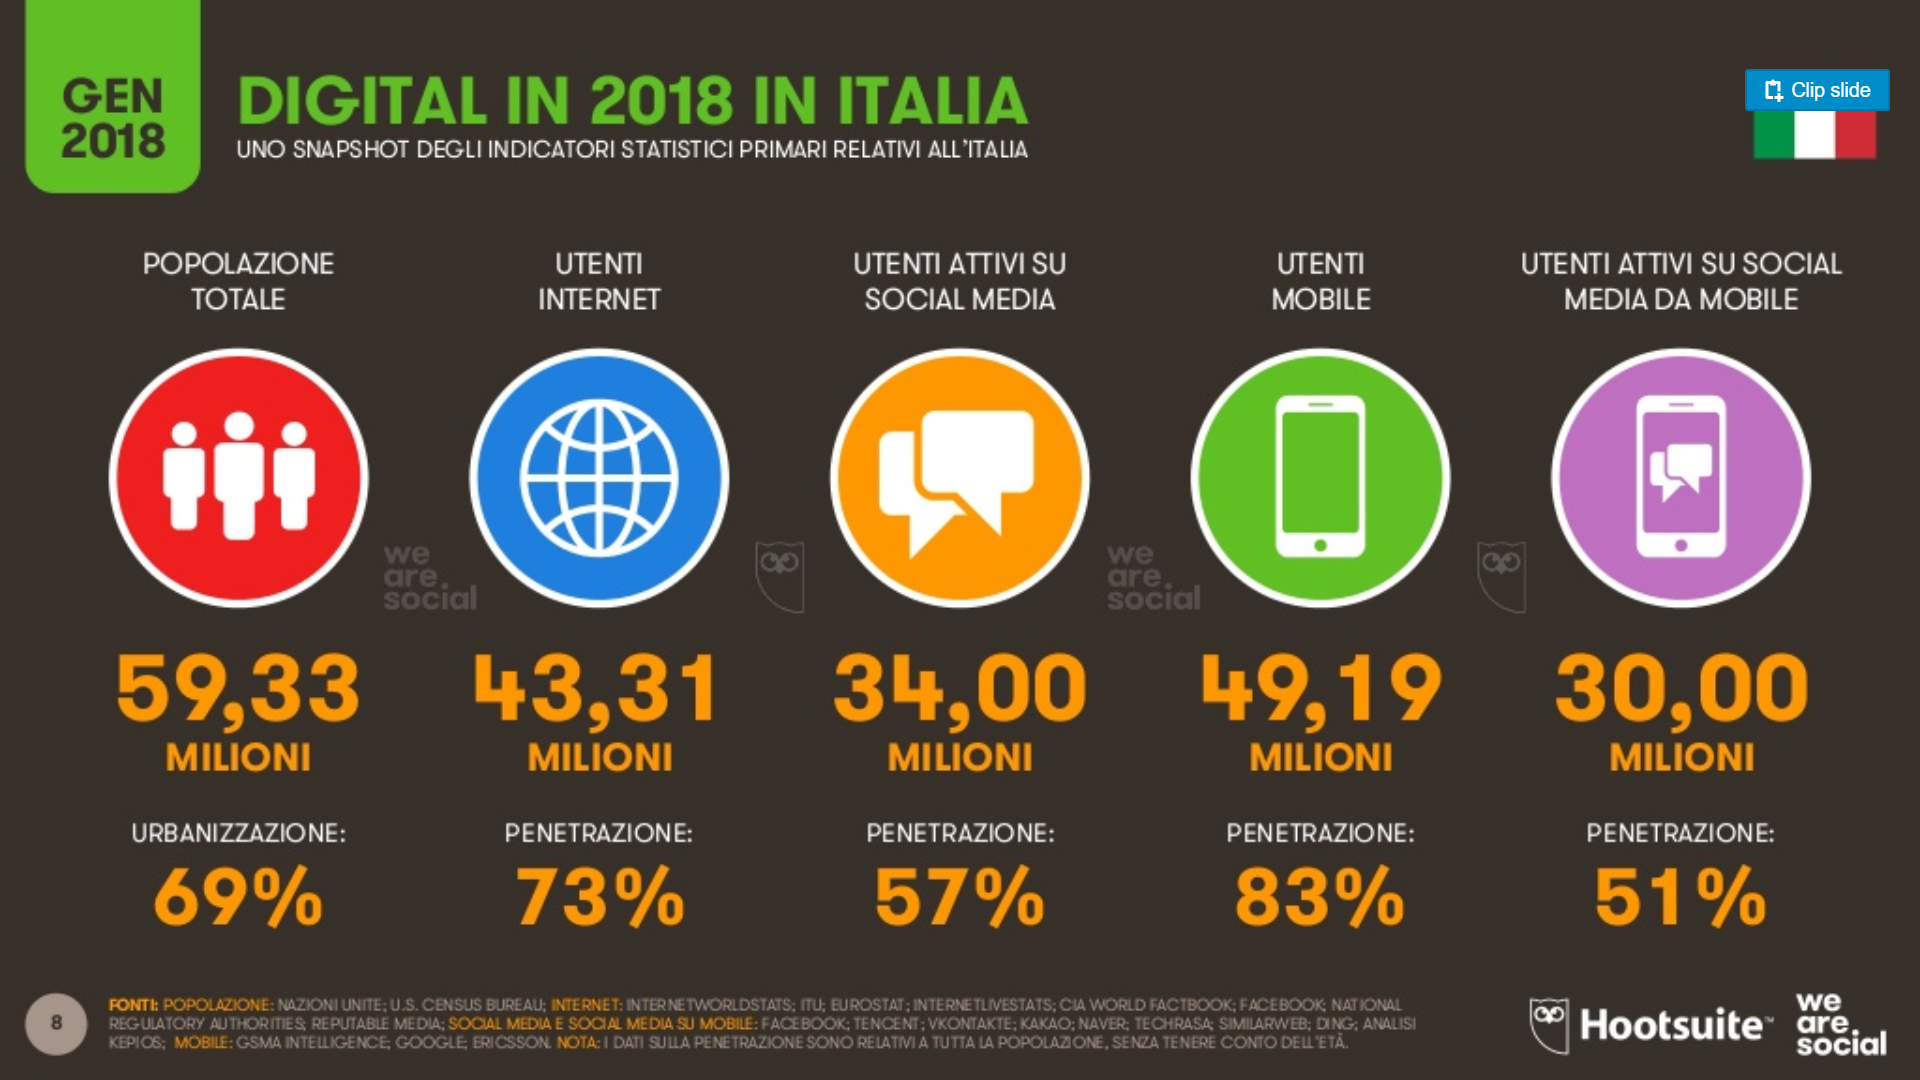 GEN
2018
DIGITAL IN 2018 IN ITALIA
UNO SNAPSHOT DEGLI INDICATORI STATISTICI PRIMARI RELATIVI ALL'ITALIA
Clip slide
POPOLAZIONE
TOTALE
UTENTI
INTERNET
UTENTI ATTIVI SU
SOCIAL MEDIA
UTENTI
MOBILE
UTENTI ATTIVI SU SOCIAL
MEDIA DA MOBILE
we
are.
social
we
are.
social
59,33
MILIONI
43,31
MILIONI
34,00
MILIONI
49,19
MILIONI
30,00
MILIONI
URBANIZZAZIONE:
69%
PENETRAZIONE:
73%
PENETRAZIONE:
57%
PENETRAZIONE:
83%
PENETRAZIONE:
51%
8
FONTI: POPOLAZIONE: NAZIONI UNITE; U.S. CENSUS BUREAU; INTERNET: INTERNETWORLDSTATS; ITU; EUROSTAT; INTERNETLIVESTATS; CIA WORLD FACTBOOK; FACEBOOK; NATIONAL
REGULATORY AUTHORITIES; REPUTABLE MEDIA; SOCIAL MEDIA E SOCIAL MEDIA SU MOBILE: FACEBOOK; TENCENT; VKONTAKTE; KAKAO; NAVER; TECHRASA; SIMILARWEB; DING; ANALISI
KEPIOS; MOBILE: GSMA INTELLIGENCE; GOOGLE; ERICSSON. NOTA: I DATI SULLA PENETRAZIONE SONO RELATIVI A TUTTA LA POPOLAZIONE, SENZA TENERE CONTO DELL'ETÀ.
Hootsuite™
we
are.
social